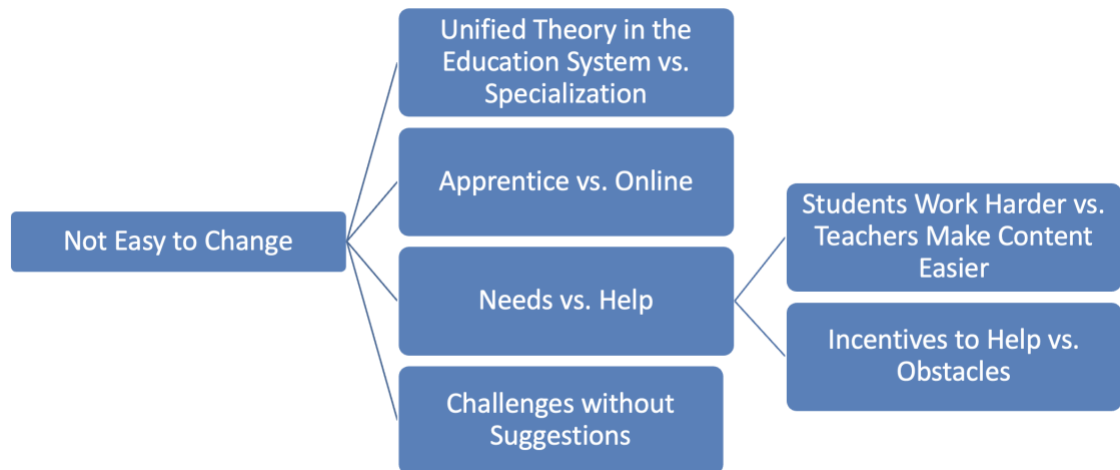 Unified Theory in the
Education System vs.
Specialization
Apprentice vs. Online
Not Easy to Change
Needs vs. Help
Challenges without
Suggestions
Students Work Harder vs.
Teachers Make Content
Easier
Incentives to Help vs.
Obstacles